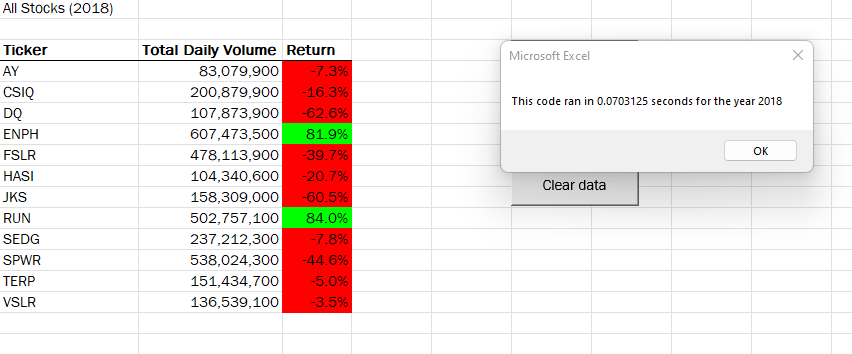 All Stocks (2018)
Ticker Total Daily Volume Return
AY 83,079,900 -7.3%
CSIQ 200,879,900 -16.3%
DQ 107,873,900 -62.6%
ENPH 607,473,500 81.9%
FSLR 478,113,900 -39.7%
HASI 104,340,600 -20.7%
JKS 158,309,000 -60.5%
RUN 502,757,100 84.0%
SEDG 237,212,300 -7.8%
SPWR 538,024,300 -44.6%
TERP 151,434,700 -5.0%
VSLR 136,539,100 -3.5%
Microsoft Excel
This code ran in 0.0703125 seconds for the year 2018
OK
Clear data